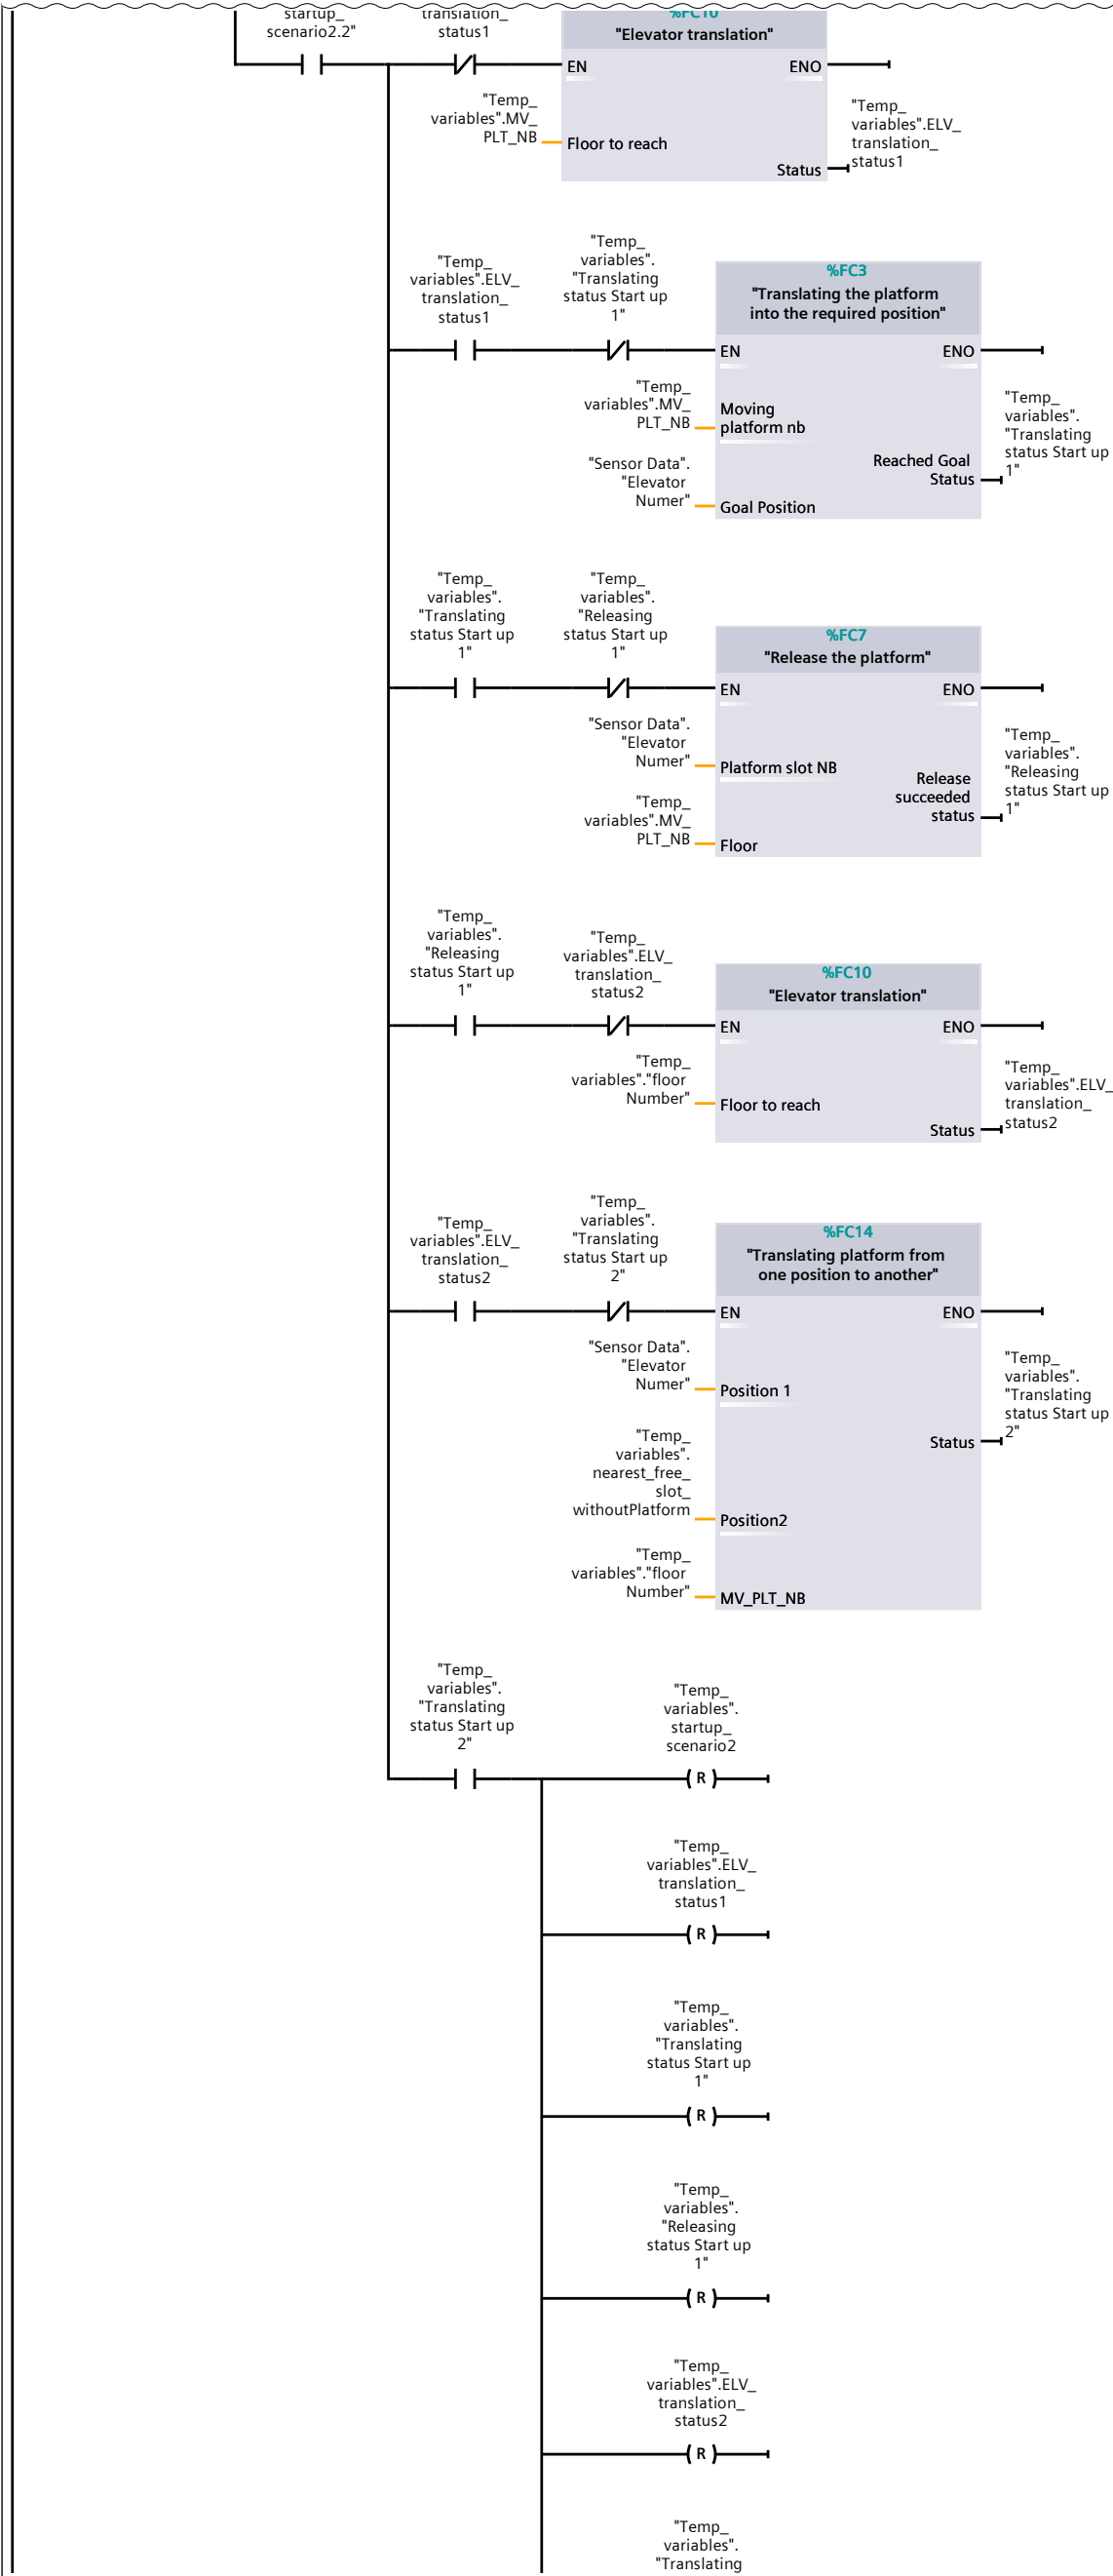 startup_
scenario2.2"
translation_
status1
%FC10
"Elevator translation"
EN
ENO
"Temp_
variables".MV_
PLT_NB
Floor to reach
Status
"Temp_
variables".ELV_
translation_
status1
"Temp_
variables".ELV_
translation_
status1
"Temp_
variables".
"Translating
status Start up
1"
%FC3
"Translating the platform
into the required position"
EN
ENO
"Temp_
variables".MV_
PLT_NB
Moving
platform nb
"Sensor Data".
"Elevator
Numer"
Goal Position
Reached Goal
Status
"Temp_
variables".
"Translating
status Start up
1"
"Temp_
variables".
"Translating
status Start up
1"
"Temp_
variables".
"Releasing
status Start up
1"
%FC7
"Release the platform"
EN
ENO
"Sensor Data".
"Elevator
Numer"
Platform slot NB
"Temp_
variables".MV_
PLT_NB
Floor
Release
succeeded
status
"Temp_
variables".
"Releasing
status Start up
1"
"Temp_
variables".
"Releasing
status Start up
1"
"Temp_
variables".ELV_
translation_
status2
%FC10
"Elevator translation"
EN
ENO
"Temp_
variables"."floor
Number"
Floor to reach
Status
"Temp_
variables".ELV_
translation_
status2
"Temp_
variables".ELV_
translation_
status2
"Temp_
variables".
"Translating
status Start up
2"
%FC14
"Translating platform from
one position to another"
EN
ENO
"Sensor Data".
"Elevator
Numer"
Position 1
"Temp_
variables".
nearest_free_
slot_
withoutPlatform
Position2
"Temp_
variables"."floor
Number"
MV_PLT_NB
Status
"Temp_
variables".
"Translating
status Start up
2"
"Temp_
variables".
"Translating
status Start up
2"
"Temp_
variables".
startup_
scenario2
R
"Temp_
variables".ELV_
translation_
status1
R
"Temp_
variables".
"Translating
status Start up
1"
R
"Temp_
variables".
"Releasing
status Start up
1"
R
"Temp_
variables".ELV_
translation_
status2
R
"Temp_
variables".
"Translating